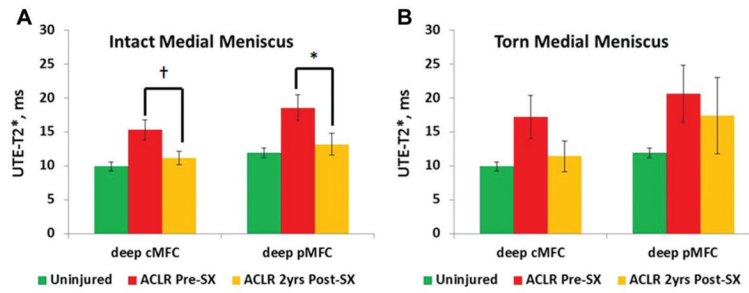 A
Intact Medial Meniscus
UTE-T2*, ms
30
25
20
15
10
5
0
†
*
deep cMFC
deep pMFC
Uninjured
ACLR Pre-SX
ACLR 2yrs Post-SX
B
Torn Medial Meniscus
UTE-T2*, ms
30
25
20
15
10
5
0
deep cMFC
deep pMFC
Uninjured
ACLR Pre-SX
ACLR 2yrs Post-SX